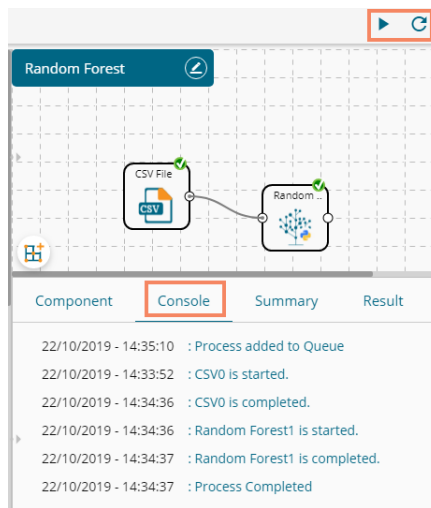 Random Forest
CSV File
CSV
Random ..
Component Console Summary Result
22/10/2019 - 14:35:10 : Process added to Queue
22/10/2019 - 14:33:52 : CSV0 is started.
22/10/2019 - 14:34:36 : CSV0 is completed.
22/10/2019 - 14:34:36 : Random Forest1 is started.
22/10/2019 - 14:34:37 : Random Forest1 is completed.
22/10/2019 - 14:34:37 : Process Completed